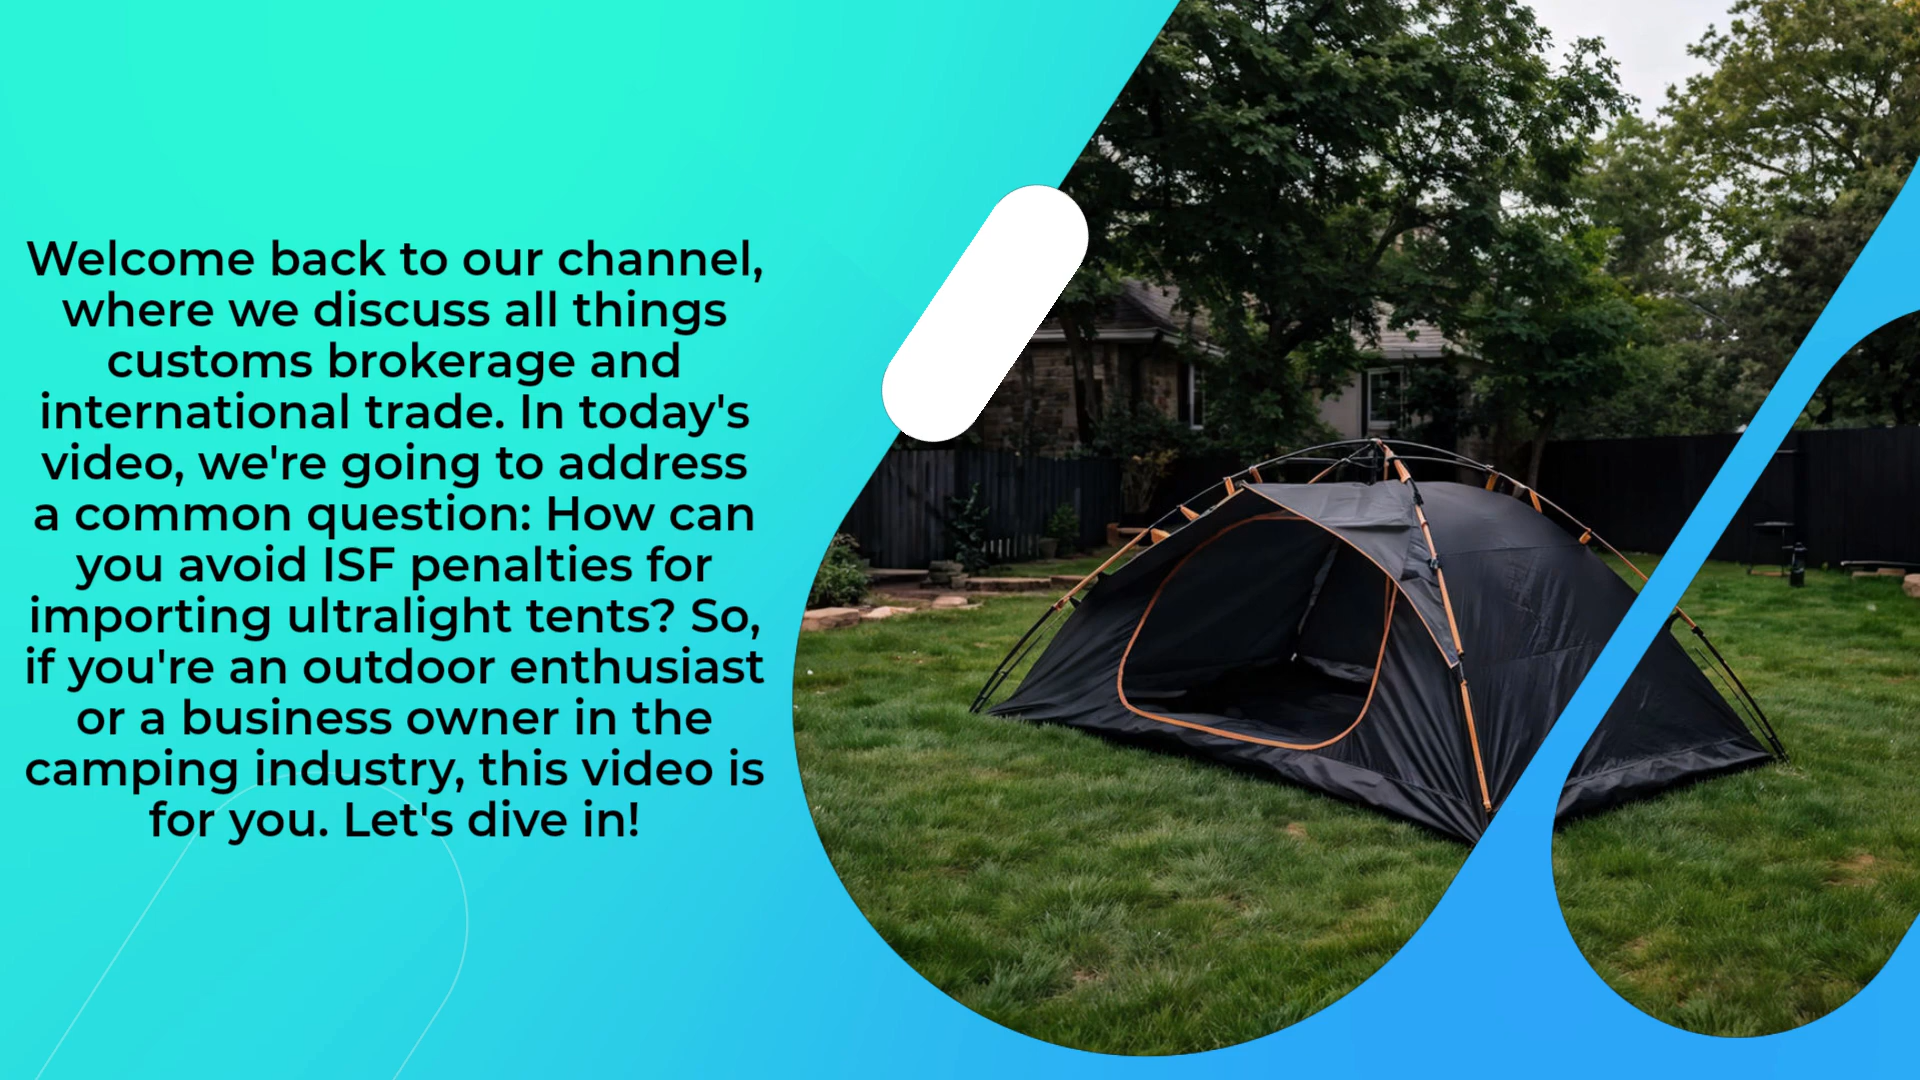 Welcome back to our channel,
where we discuss all things
customs brokerage and
international trade. In today's
video, we're going to address
a common question: How can
you avoid ISF penalties for
importing ultralight tents? So,
if you're an outdoor enthusiast
or a business owner in the
camping industry, this video is
for you. Let's dive in!